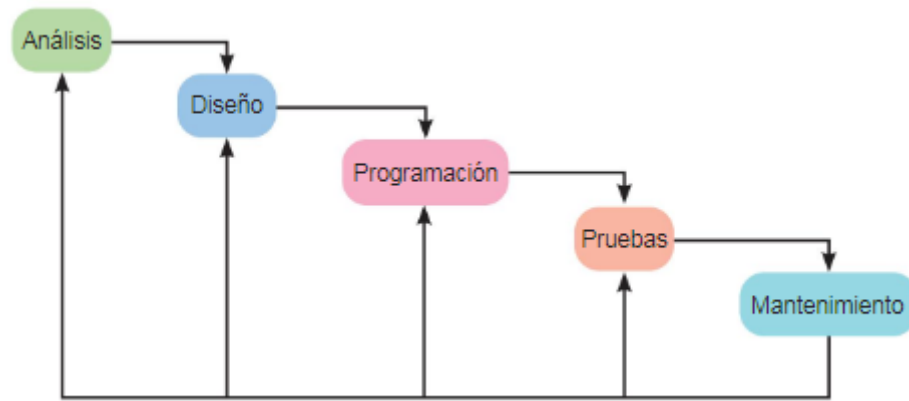 Análisis
Diseño
Programación
Pruebas
Mantenimiento